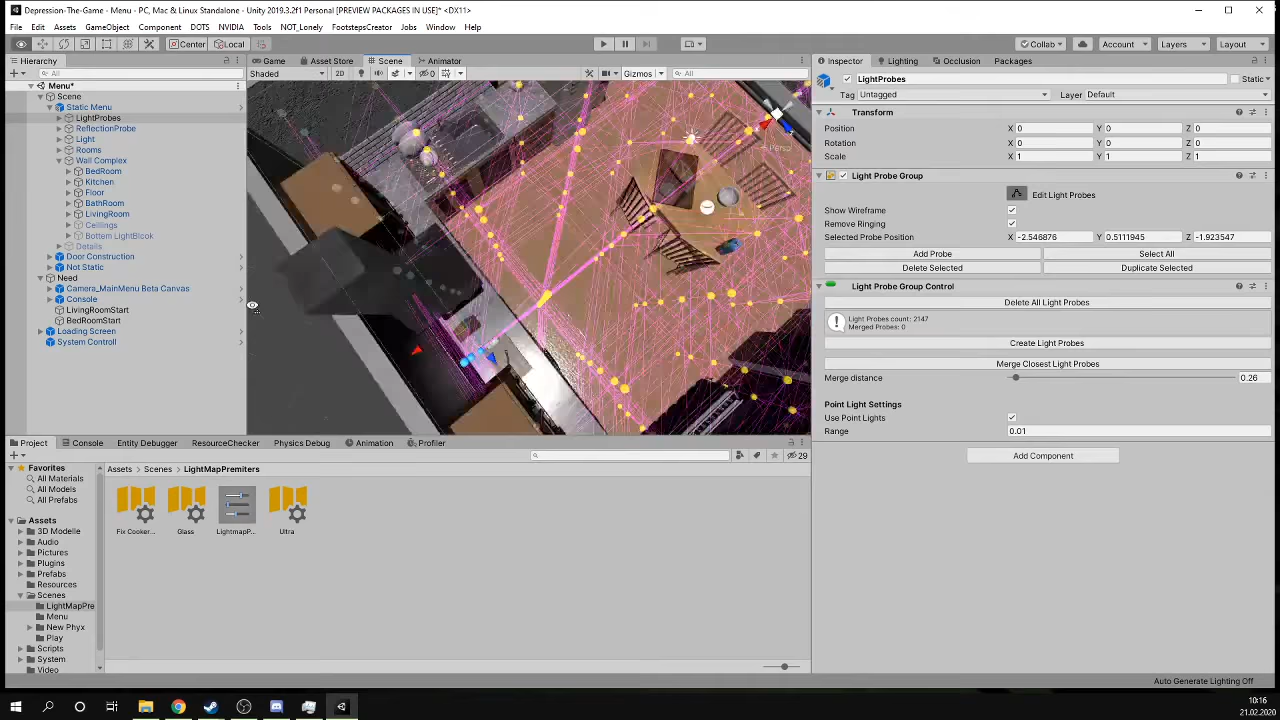 Depression-The-Game - Menu - PC, Mac & Linux Standalone - Unity 2019.3.2f1 Personal [PREVIEW PACKAGES IN USE]* <DX11>
File Edit Assets GameObject Component DOTS NVIDIA Tools NOT_Lonely FootstepsCreator Jobs Window Help
Center Local Collab Account Layers Layout
Hierarchy Game Asset Store Scene Animator Inspector Lighting Occlusion Packages
All Shaded 2D 0 Gizmos All
Menu*
Scene
Static Menu
LightProbes
ReflectionProbe
Light
Rooms
Wall Complex
BedRoom
Kitchen
Floor
BathRoom
LivingRoom
Ceillings
Bottem LightBlcok
Details
Door Construction
Not Static
Need
Camera_MainMenu Beta Canvas
Console
LivingRoomStart
BedRoomStart
Loading Screen
System Controll
Persp
LightProbes Static
Tag Untagged Layer Default
Transform
Position X 0 Y 0 Z 0
Rotation X 0 Y 0 Z 0
Scale X 1 Y 1 Z 1
Light Probe Group
Edit Light Probes
Show Wireframe
Remove Ringing
Selected Probe Position X -2.546876 Y 0.5111945 Z -1.923547
Add Probe Select All
Delete Selected Duplicate Selected
Light Probe Group Control
Delete All Light Probes
Light Probes count: 2147
Merged Probes: 0
Create Light Probes
Merge Closest Light Probes
Merge distance 0.26
Point Light Settings
Use Point Lights
Range 0.01
Add Component
Project Console Entity Debugger ResourceChecker Physics Debug Animation Profiler
29
Favorites
All Materials
All Models
All Prefabs
Assets
3D Modelle
Audio
Pictures
Plugins
Prefabs
Resources
Scenes
LightMapPre
Menu
New Phyx
Play
Scripts
System
Video
Assets Scenes LightMapPremiters
Fix Cooker... Glass LightmapP... Ultra
Auto Generate Lighting Off
10:16
21.02.2020